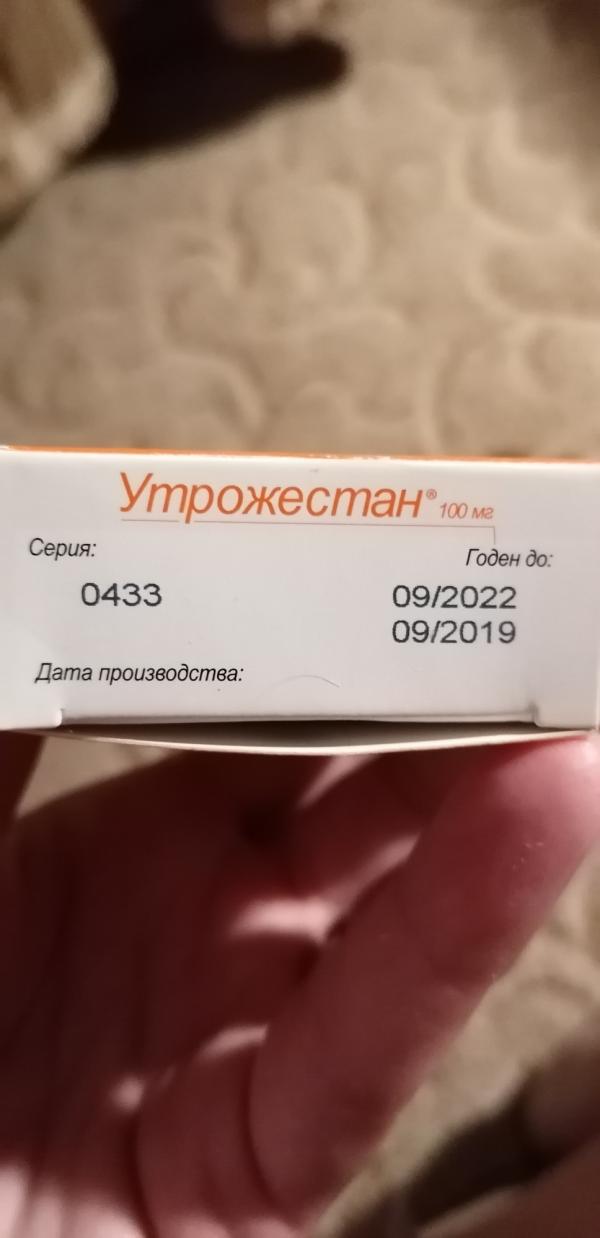 Утрожестан® 100 мг
Серия: Годен до:
0433 09/2022
09/2019
Дата производства: